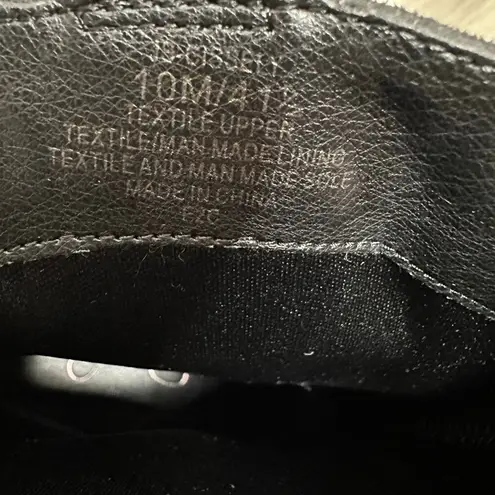 10M/41
TEXTILE UPPER
TEXTILE/MAN MADE LINING
TEXTILE AND MAN MADE SOLE
MADE IN CHINA